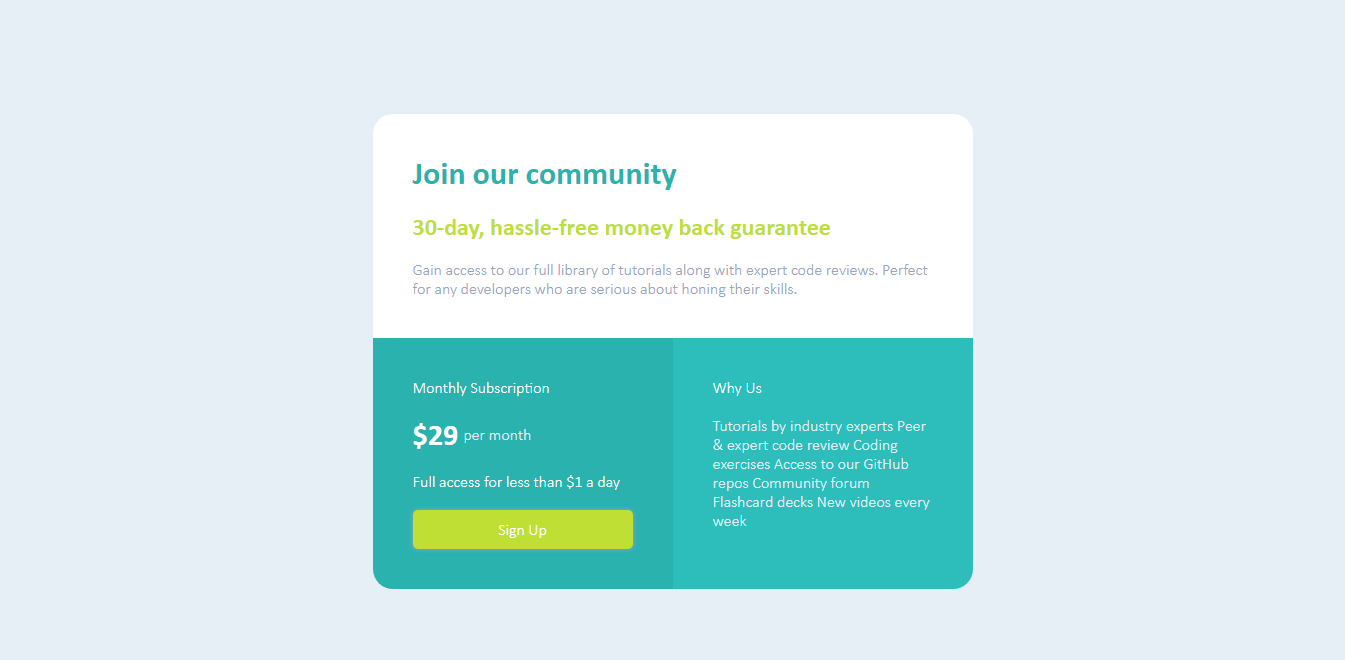 Join our community
30-day, hassle-free money back guarantee
Gain access to our full library of tutorials along with expert code reviews. Perfect
for any developers who are serious about honing their skills.
Monthly Subscription
$29 per month
Full access for less than $1 a day
Sign Up
Why Us
Tutorials by industry experts Peer
& expert code review Coding
exercises Access to our GitHub
repos Community forum
Flashcard decks New videos every
week